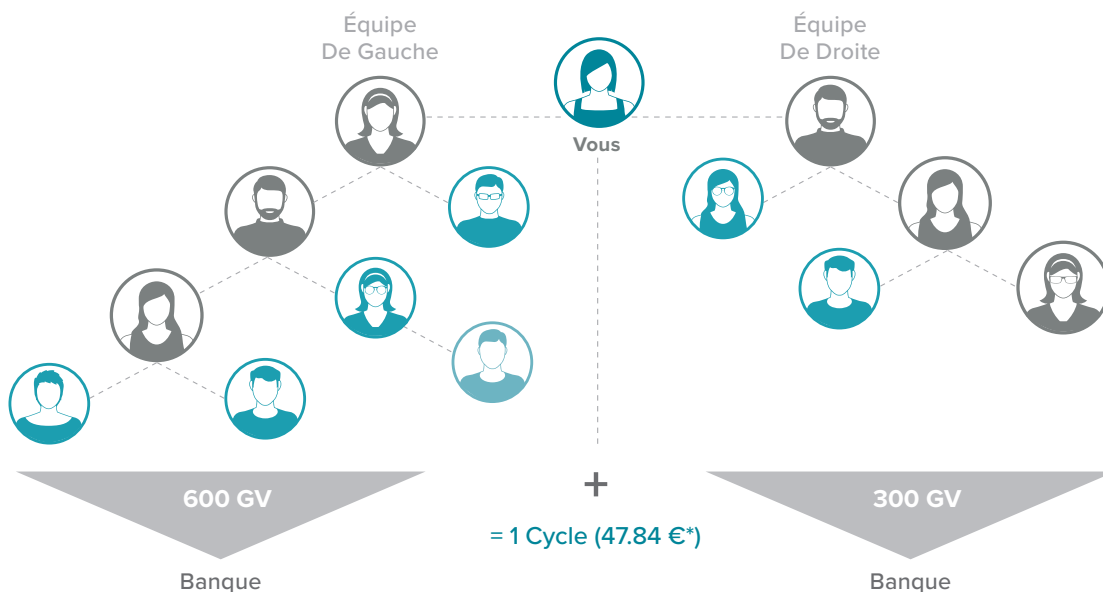 Équipe
De Gauche
Équipe
De Droite
Vous
600 GV
+
300 GV
= 1 Cycle (47.84 €*)
Banque
Banque